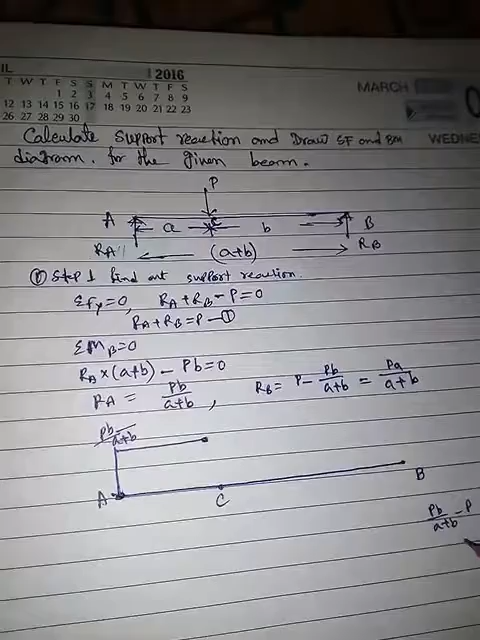 IL 2016
MARCH
T W T F S S M T W T F S
1 2 3 4 5 6 7 8 9
12 13 14 15 16 17 18 19 20 21 22 23
26 27 28 29 30
WEDNE
Calculate support reaction and Draw SF and BM
diagram. for the given beam.
P
A a C b B
RA (a+b) RB
① Step 1 find out support reaction.
ΣFy=0, RA+RB-P=0
RA+RB=P-①
ΣMB=0
RA×(a+b) - Pb=0
RA = Pb/a+b, RB= P- Pb/a+b = Pa/a+b
Pb/a+b
A C B
Pb/a+b -P